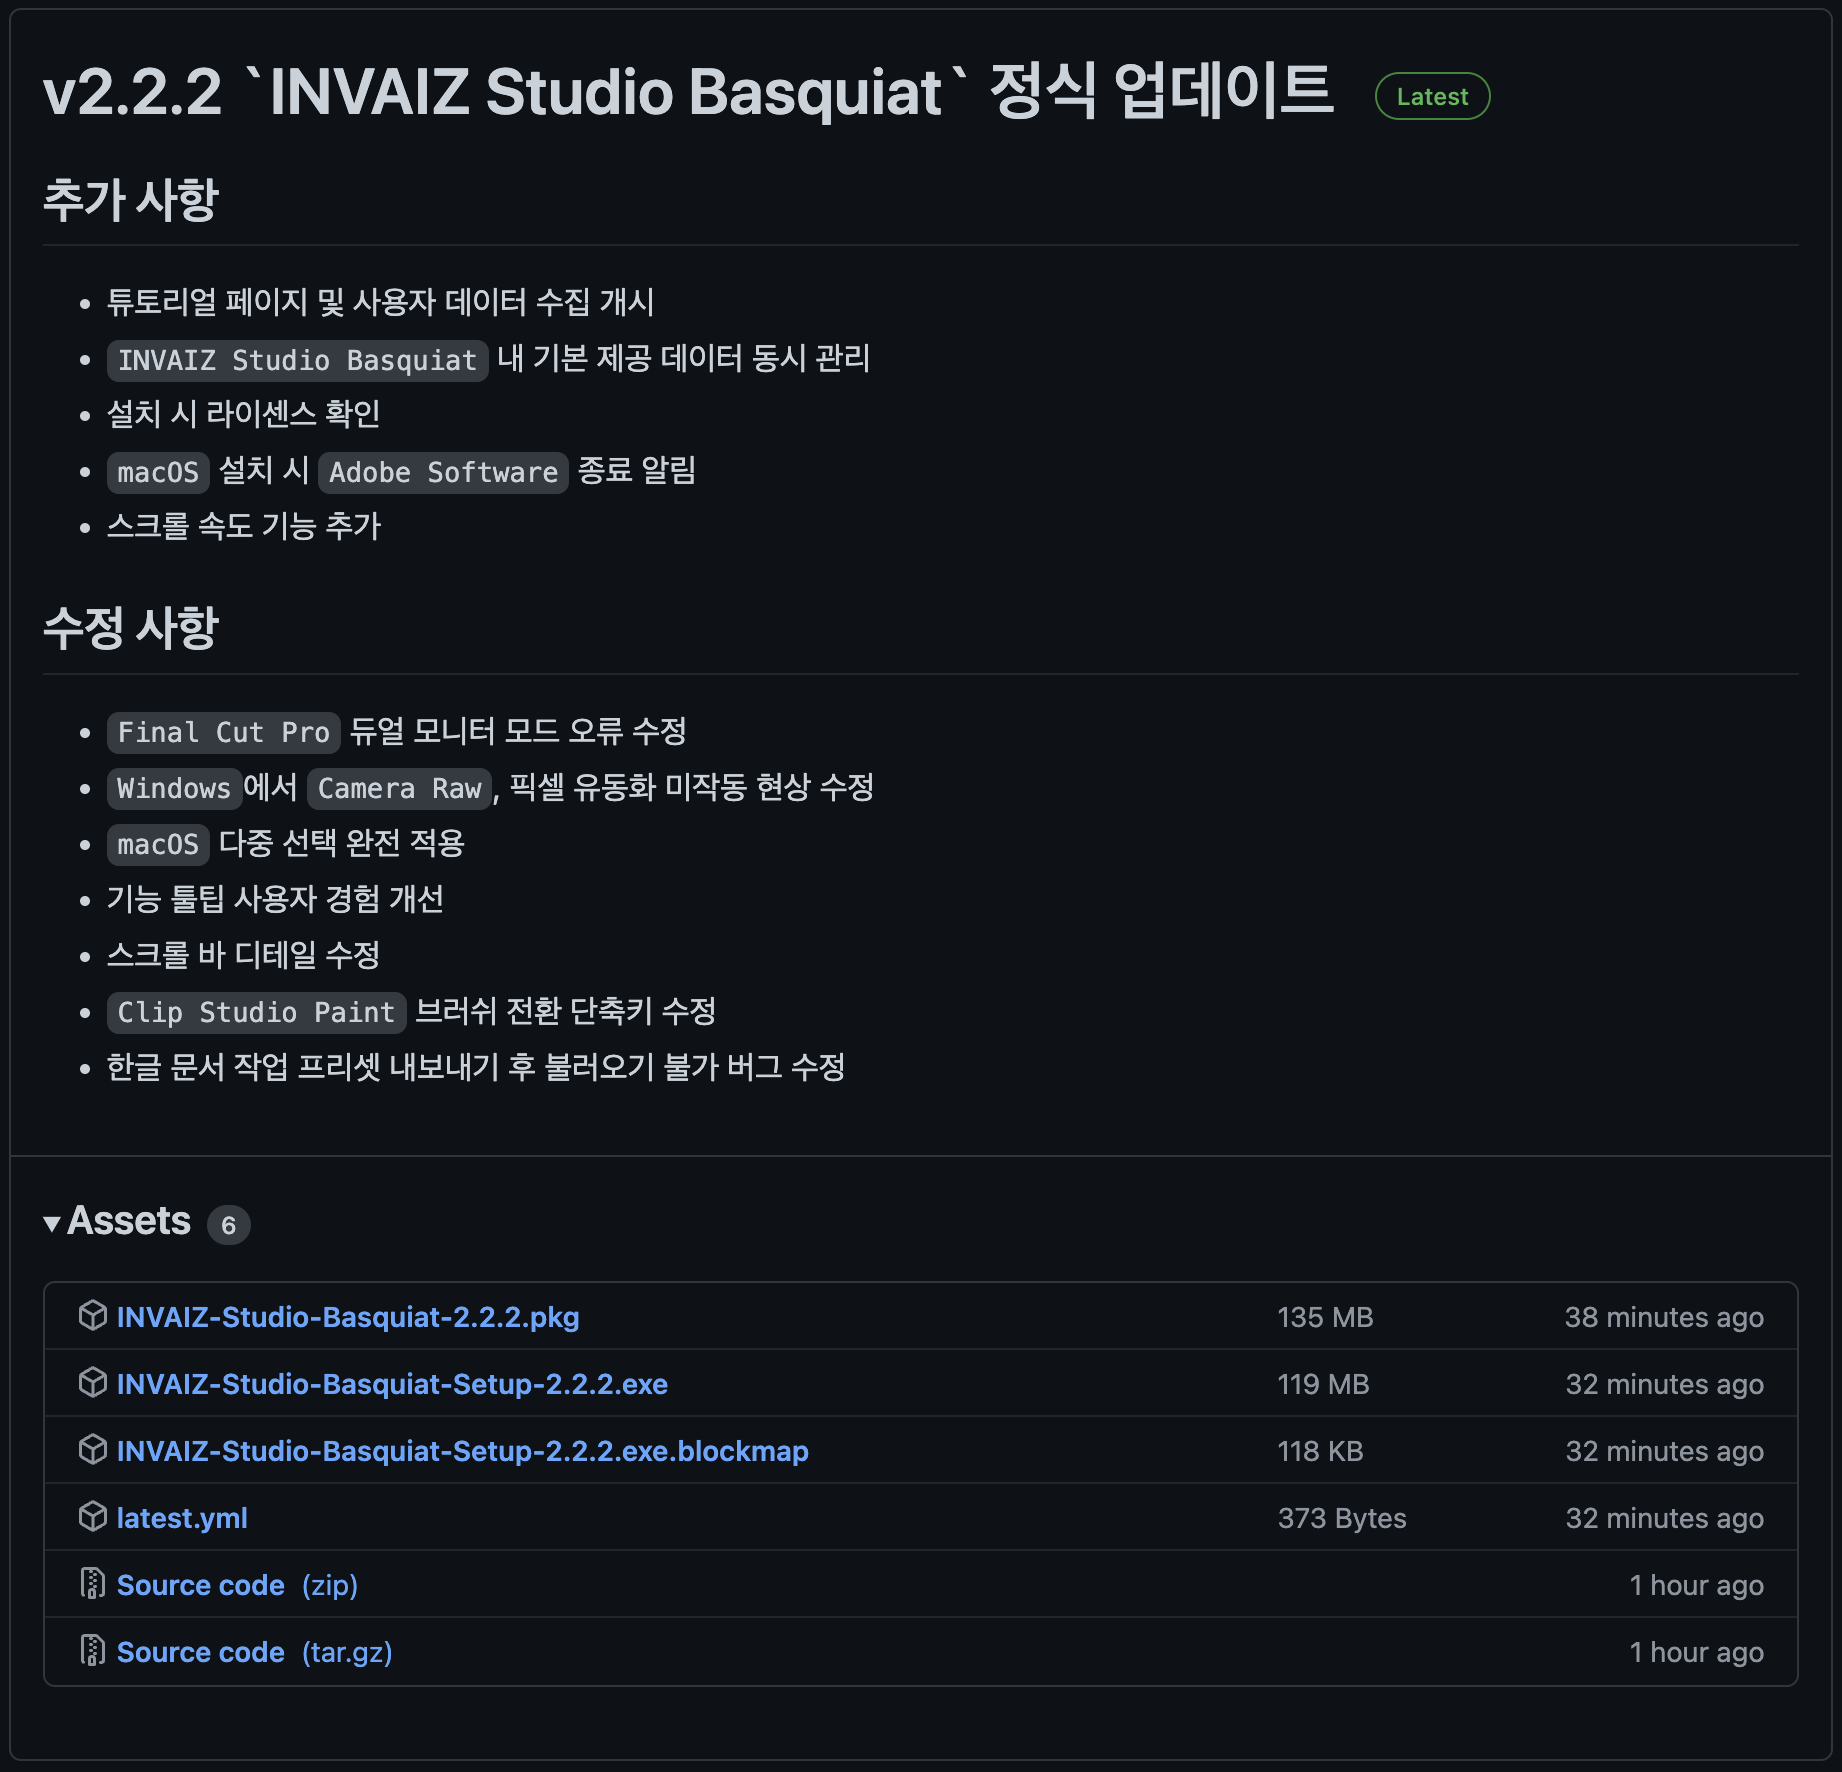 v2.2.2 `INVAIZ Studio Basquiat` 정식 업데이트 Latest
추가 사항
튜토리얼 페이지 및 사용자 데이터 수집 개시
INVAIZ Studio Basquiat 내 기본 제공 데이터 동시 관리
설치 시 라이센스 확인
macOS 설치 시 Adobe Software 종료 알림
스크롤 속도 기능 추가
수정 사항
Final Cut Pro 듀얼 모니터 모드 오류 수정
Windows에서 Camera Raw, 픽셀 유동화 미작동 현상 수정
macOS 다중 선택 완전 적용
기능 툴팁 사용자 경험 개선
스크롤 바 디테일 수정
Clip Studio Paint 브러쉬 전환 단축키 수정
한글 문서 작업 프리셋 내보내기 후 불러오기 불가 버그 수정
Assets 6
INVAIZ-Studio-Basquiat-2.2.2.pkg 135 MB 38 minutes ago
INVAIZ-Studio-Basquiat-Setup-2.2.2.exe 119 MB 32 minutes ago
INVAIZ-Studio-Basquiat-Setup-2.2.2.exe.blockmap 118 KB 32 minutes ago
latest.yml 373 Bytes 32 minutes ago
Source code (zip) 1 hour ago
Source code (tar.gz) 1 hour ago